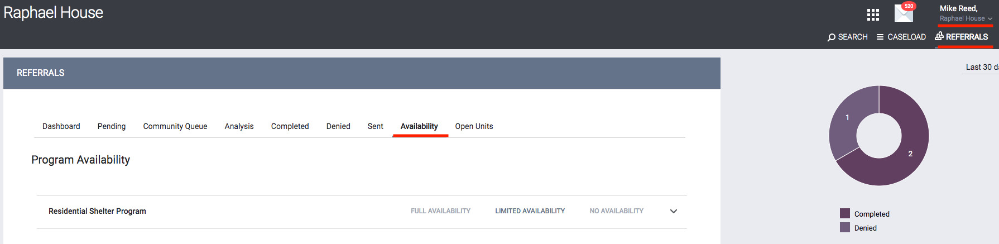 Raphael House
520
Mike Reed,
Raphael House
SEARCH CASELOAD REFERRALS
REFERRALS
Last 30 d
Dashboard Pending Community Queue Analysis Completed Denied Sent Availability Open Units
Program Availability
Residential Shelter Program FULL AVAILABILITY LIMITED AVAILABILITY NO AVAILABILITY
1
2
Completed
Denied